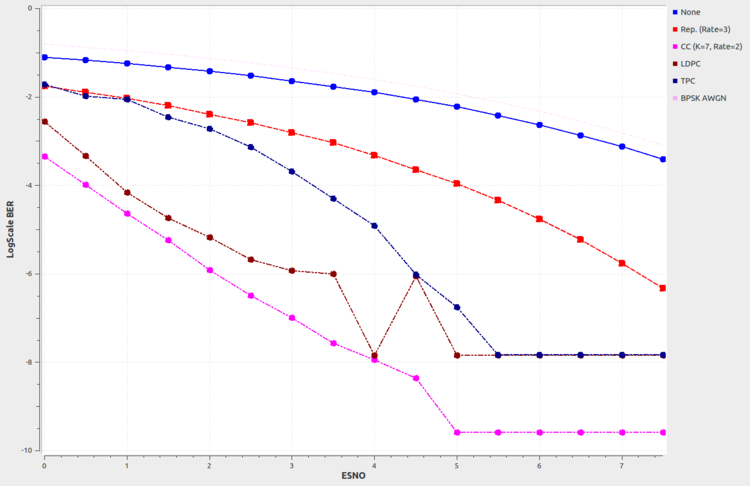 0
-2
-4
-6
-8
-10
LogScale BER
0 1 2 3 4 5 6 7
ESNO
None
Rep. (Rate=3)
CC (K=7, Rate=2)
LDPC
TPC
BPSK AWGN